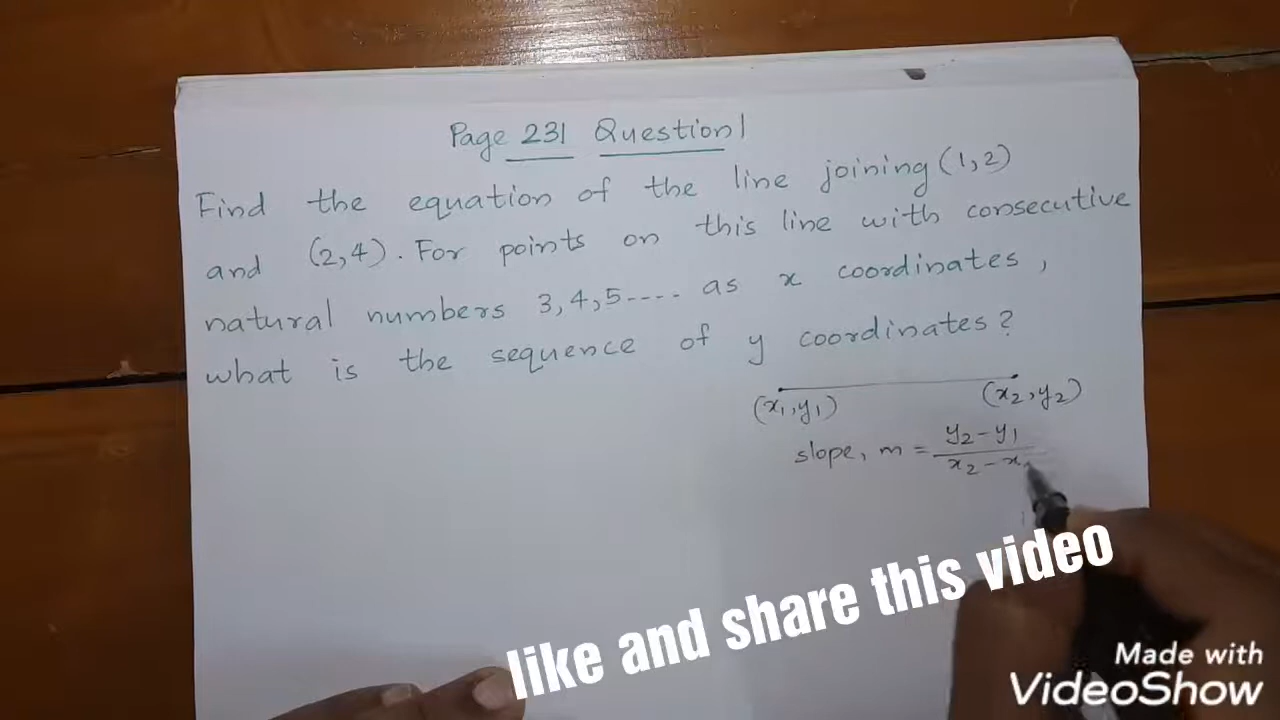 Page 231 Question 1
Find the equation of the line joining (1,2)
and (2,4). For points on this line with consecutive
natural numbers 3,4,5---- as x coordinates,
what is the sequence of y coordinates?
(x₁,y₁) (x₂,y₂)
slope, m = y₂-y₁
x₂-x₁
like and share this video
Made with
VideoShow